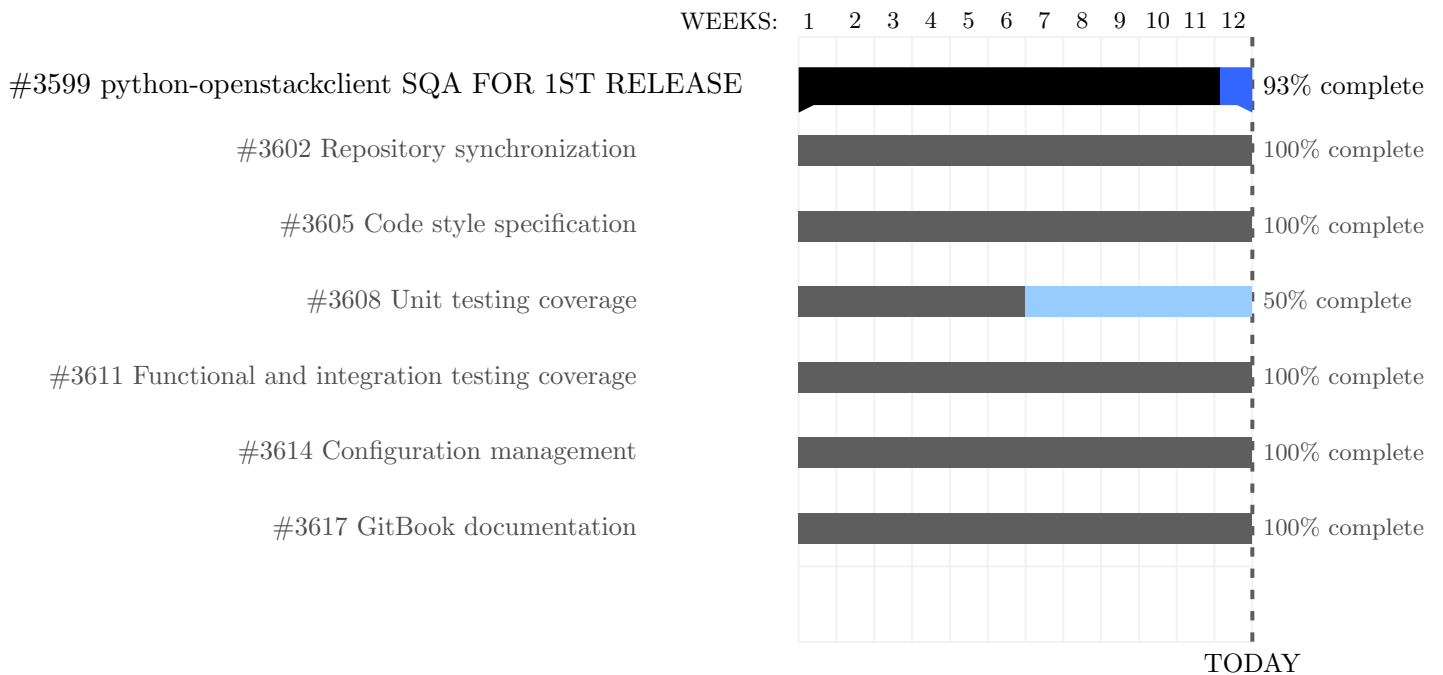 WEEKS: 1 2 3 4 5 6 7 8 9 10 11 12
#3599 python-openstackclient SQA FOR 1ST RELEASE 93% complete
#3602 Repository synchronization 100% complete
#3605 Code style specification 100% complete
#3608 Unit testing coverage 50% complete
#3611 Functional and integration testing coverage 100% complete
#3614 Configuration management 100% complete
#3617 GitBook documentation 100% complete
TODAY